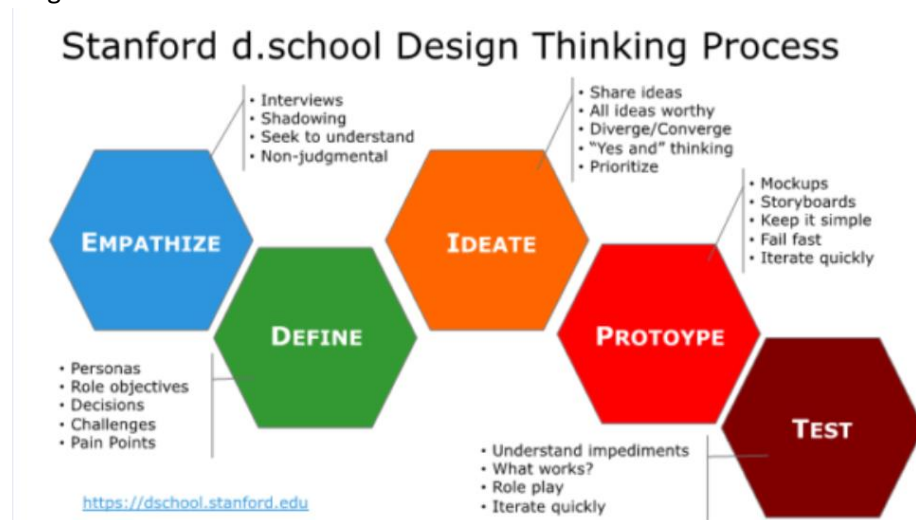 Stanford d.school Design Thinking Process
• Interviews
• Shadowing
• Seek to understand
• Non-judgmental
• Share ideas
• All ideas worthy
• Diverge/Converge
• “Yes and” thinking
• Prioritize
• Mockups
• Storyboards
• Keep it simple
• Fail fast
• Iterate quickly
EMPATHIZE
IDEATE
DEFINE
PROTOYPE
• Personas
• Role objectives
• Decisions
• Challenges
• Pain Points
TEST
• Understand impediments
• What works?
• Role play
• Iterate quickly
https://dschool.stanford.edu